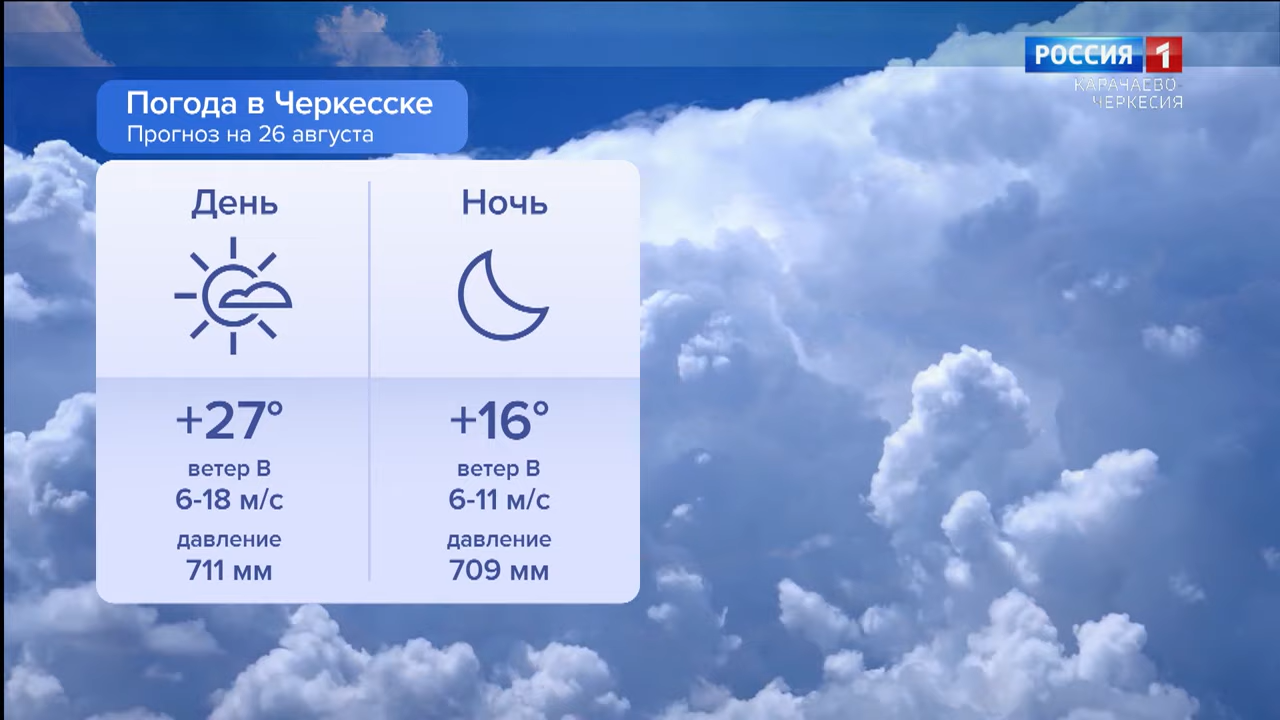 РОССИЯ 1
КАРАЧАЕВО-
ЧЕРКЕСИЯ
Погода в Черкесске
Прогноз на 26 августа
День
Ночь
+27°
+16°
ветер В
ветер В
6-18 м/с
6-11 м/с
давление
давление
711 мм
709 мм